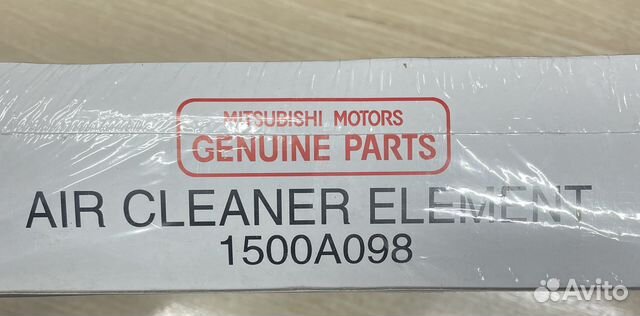 MITSUBISHI MOTORS
GENUINE PARTS
AIR CLEANER ELEMENT
1500A098
Avito